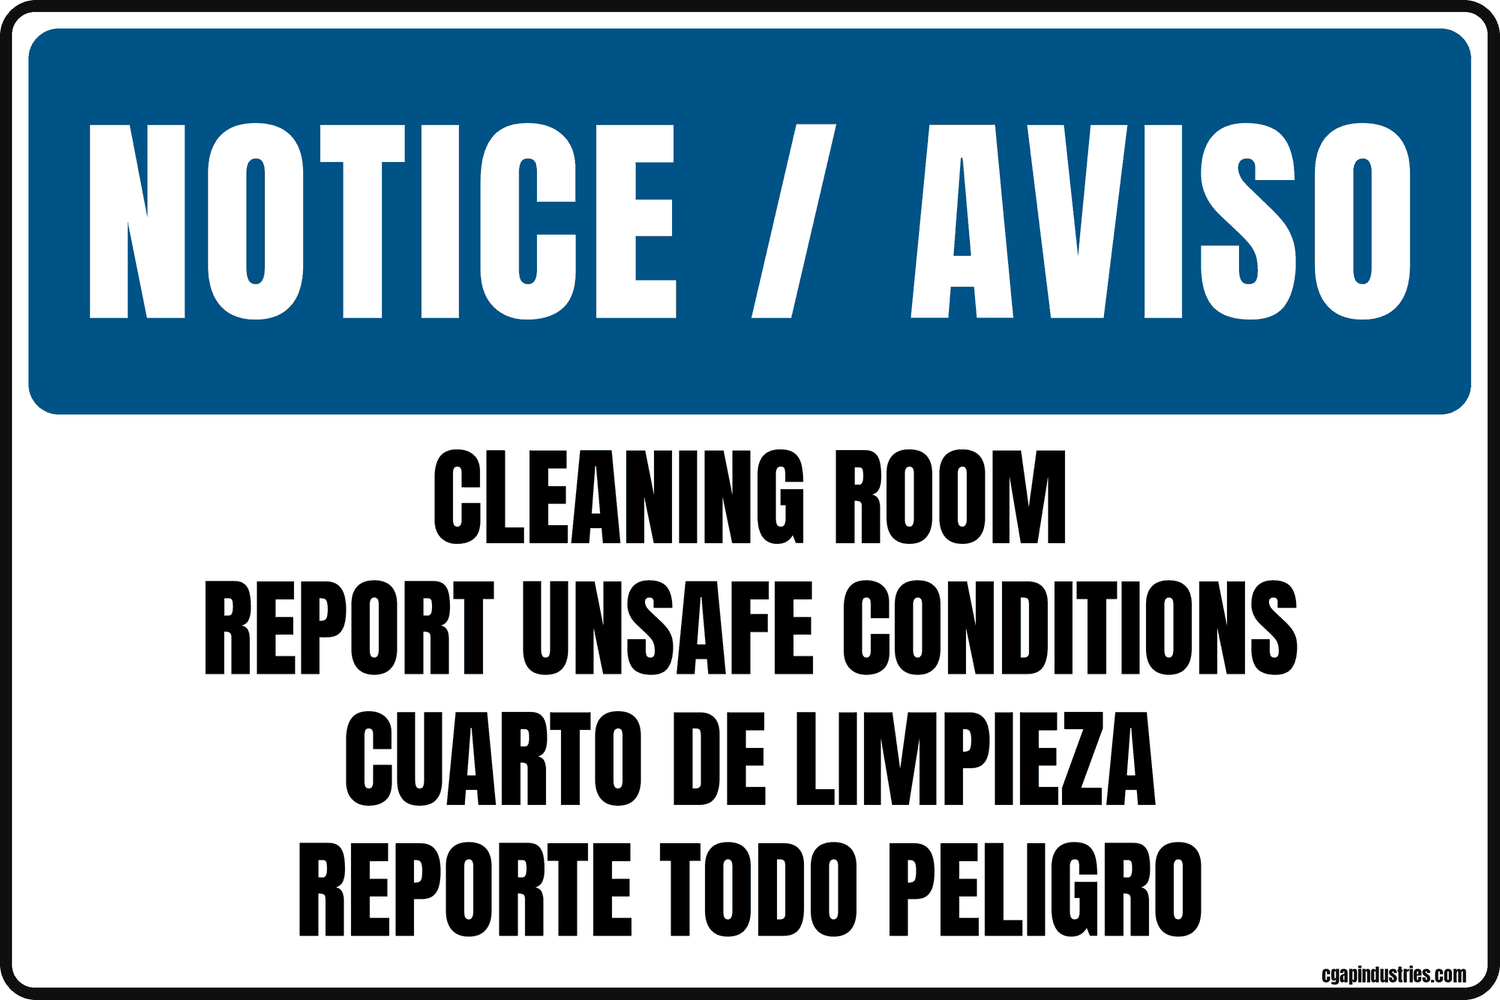 NOTICE / AVISO
CLEANING ROOM
REPORT UNSAFE CONDITIONS
CUARTO DE LIMPIEZA
REPORTE TODO PELIGRO
cgapindustries.com